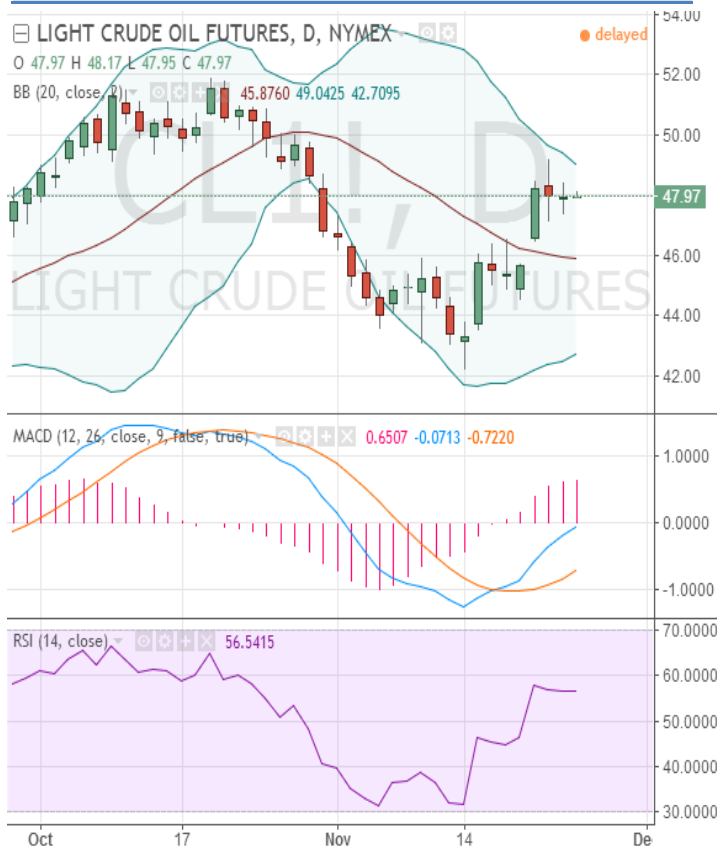 LIGHT CRUDE OIL FUTURES, D, NYMEX
delayed
O 47.97 H 48.17 L 47.95 C 47.97
BB (20, close, 2) 45.8760 49.0425 42.7095
CL1!, D
LIGHT CRUDE OIL FUTURES
54.00
52.00
50.00
47.97
46.00
44.00
42.00
MACD (12, 26, close, 9, false, true) 0.6507 -0.0713 -0.7220
1.0000
0.0000
-1.0000
RSI (14, close) 56.5415
70.0000
60.0000
50.0000
40.0000
30.0000
Oct 17 Nov 14 De